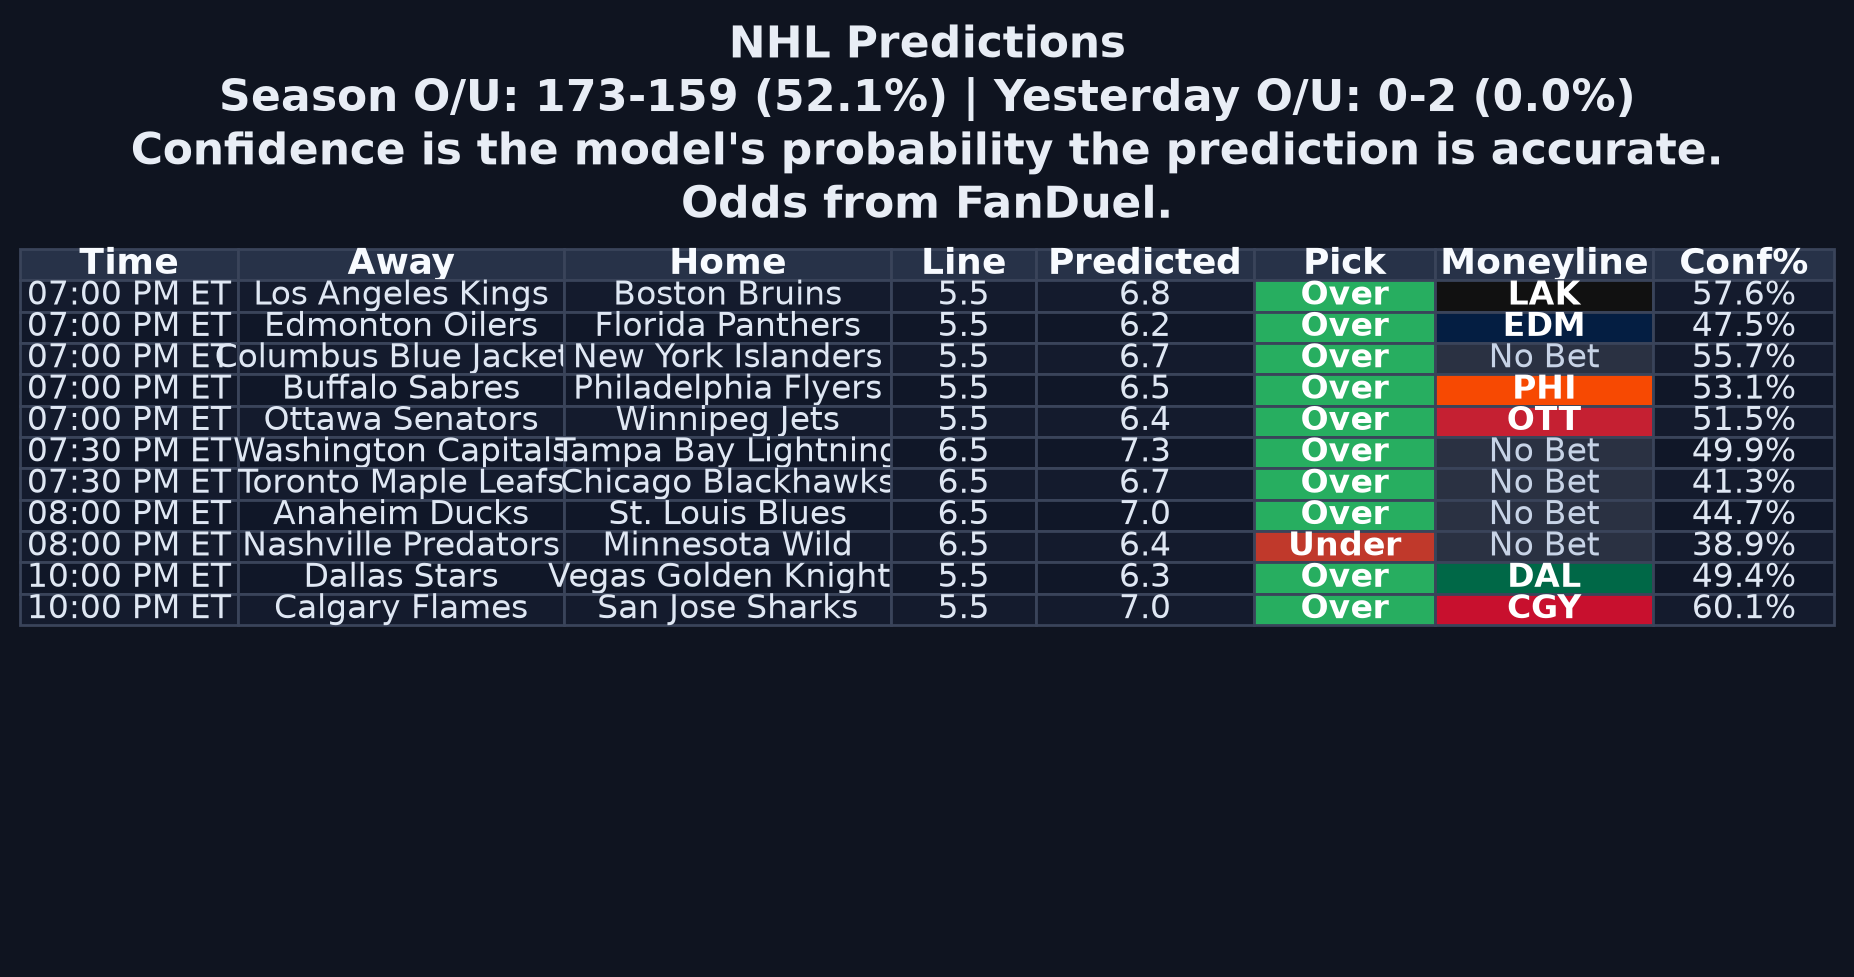 NHL Predictions
Season O/U: 173-159 (52.1%) | Yesterday O/U: 0-2 (0.0%)
Confidence is the model's probability the prediction is accurate.
Odds from FanDuel.
Time Away Home Line Predicted Pick Moneyline Conf%
07:00 PM ET Los Angeles Kings Boston Bruins 5.5 6.8 Over LAK 57.6%
07:00 PM ET Edmonton Oilers Florida Panthers 5.5 6.2 Over EDM 47.5%
07:00 PM ET Columbus Blue Jacket New York Islanders 5.5 6.7 Over No Bet 55.7%
07:00 PM ET Buffalo Sabres Philadelphia Flyers 5.5 6.5 Over PHI 53.1%
07:00 PM ET Ottawa Senators Winnipeg Jets 5.5 6.4 Over OTT 51.5%
07:30 PM ET Washington Capitals Tampa Bay Lightning 6.5 7.3 Over No Bet 49.9%
07:30 PM ET Toronto Maple Leafs Chicago Blackhawks 6.5 6.7 Over No Bet 41.3%
08:00 PM ET Anaheim Ducks St. Louis Blues 6.5 7.0 Over No Bet 44.7%
08:00 PM ET Nashville Predators Minnesota Wild 6.5 6.4 Under No Bet 38.9%
10:00 PM ET Dallas Stars Vegas Golden Knight 5.5 6.3 Over DAL 49.4%
10:00 PM ET Calgary Flames San Jose Sharks 5.5 7.0 Over CGY 60.1%